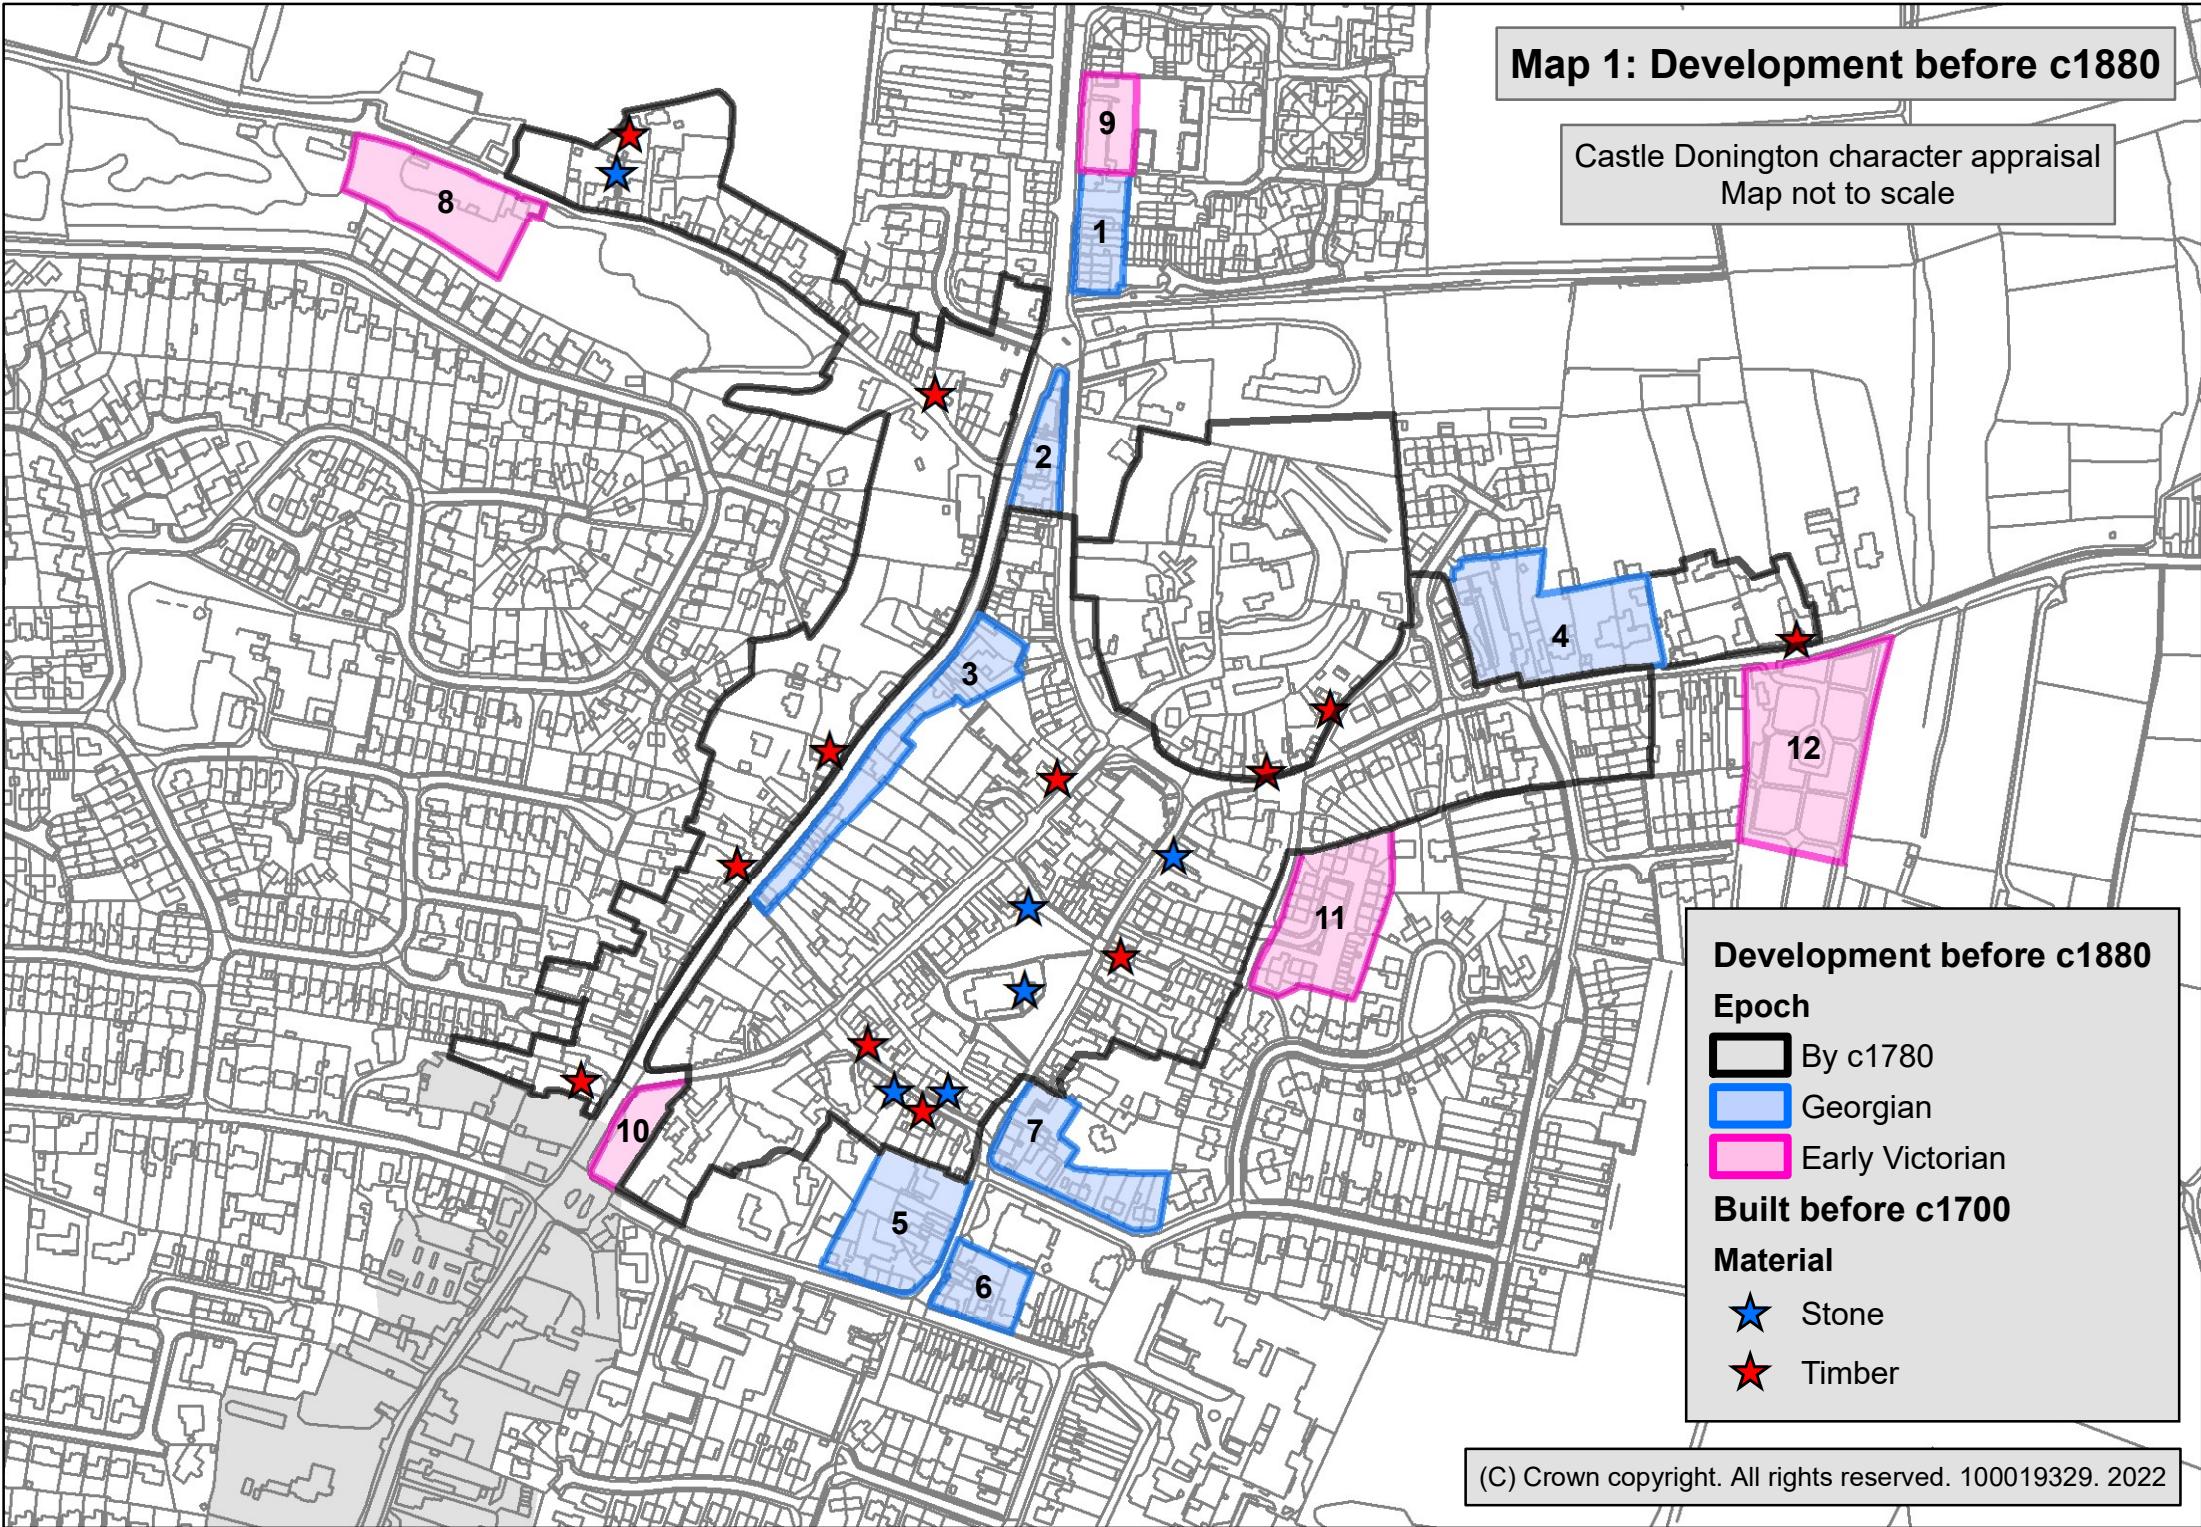 Map 1: Development before c1880
Castle Donington character appraisal
Map not to scale
9
8
1
2
4
3
12
11
10
7
5
6
Development before c1880
Epoch
By c1780
Georgian
Early Victorian
Built before c1700
Material
Stone
Timber
(C) Crown copyright. All rights reserved. 100019329. 2022